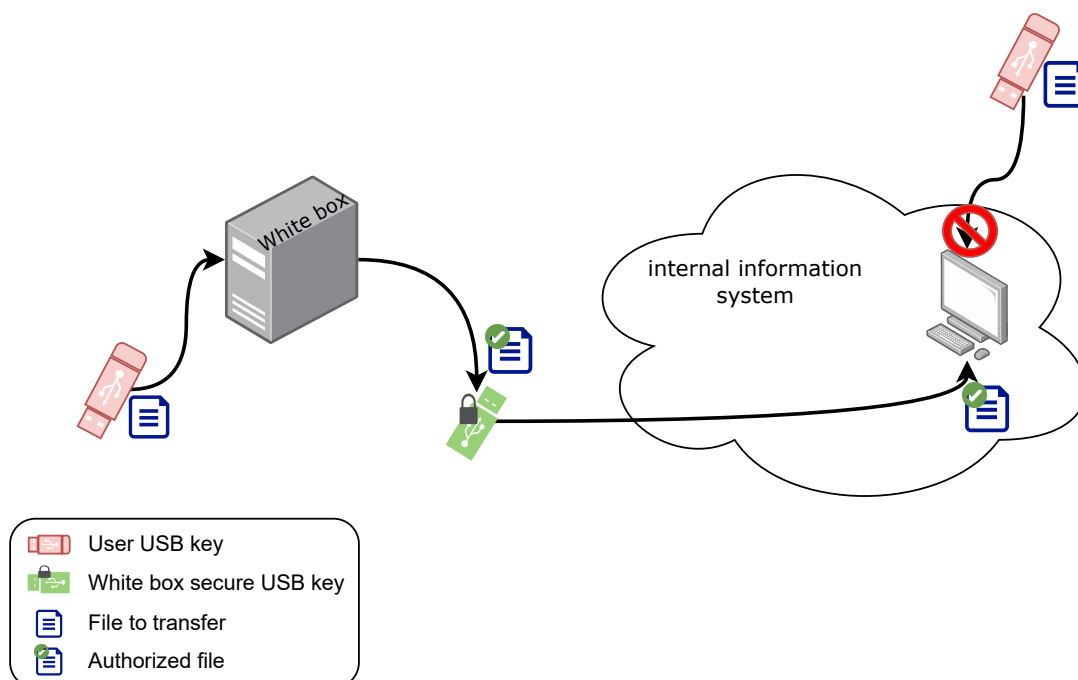 White box
internal information
system
User USB key
White box secure USB key
File to transfer
Authorized file